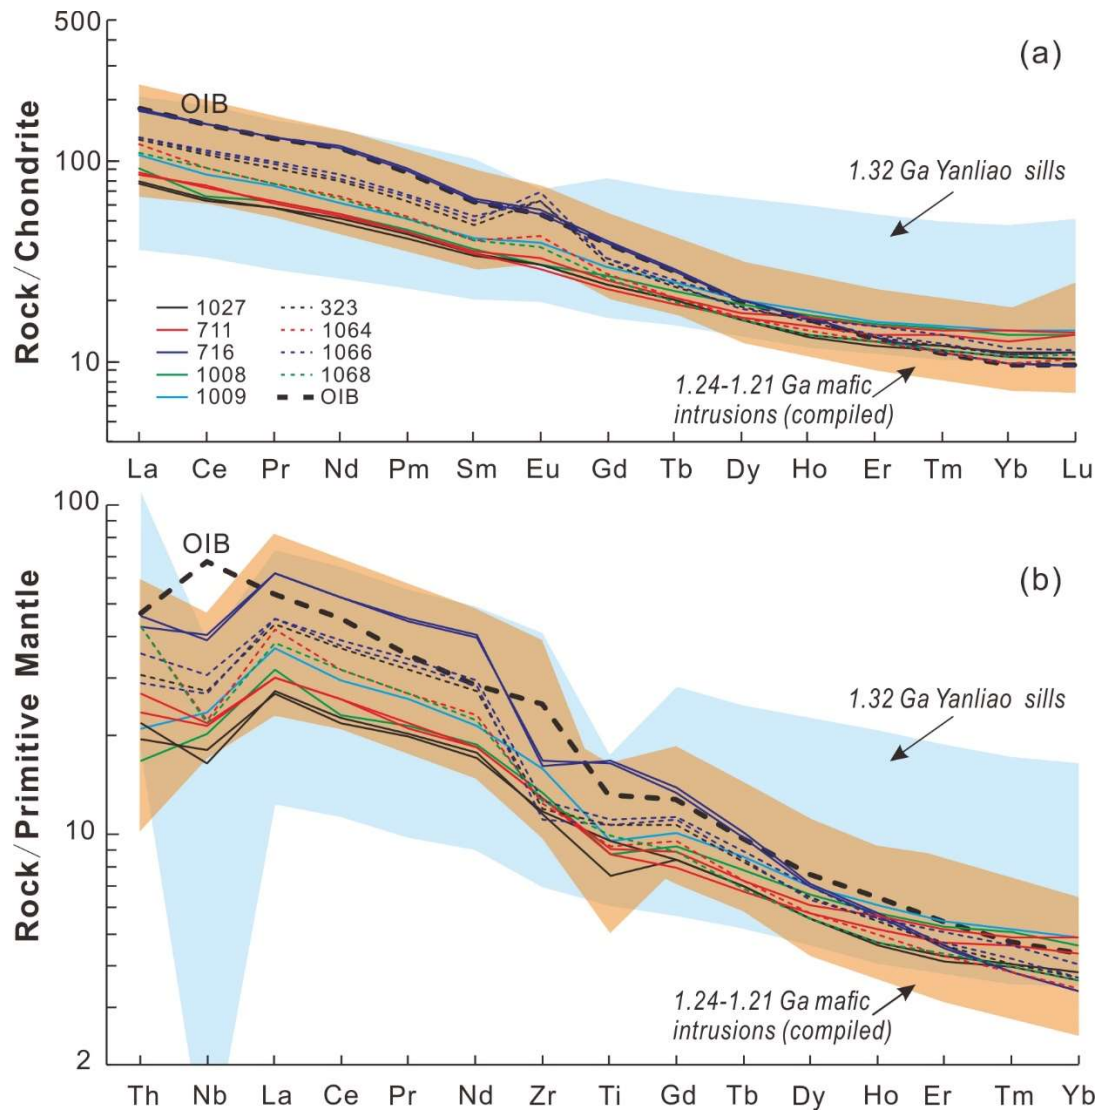 500
(a)
OIB
100
1.32 Ga Yanliao sills
Rock/Chondrite
1027
323
711
1064
716
1066
1008
1068
1009
OIB
10
1.24-1.21 Ga mafic
intrusions (compiled)
La Ce Pr Nd Pm Sm Eu Gd Tb Dy Ho Er Tm Yb Lu
100
OIB
(b)
Rock/Primitive Mantle
1.32 Ga Yanliao sills
10
1.24-1.21 Ga mafic
intrusions (compiled)
2
Th Nb La Ce Pr Nd Zr Ti Gd Tb Dy Ho Er Tm Yb